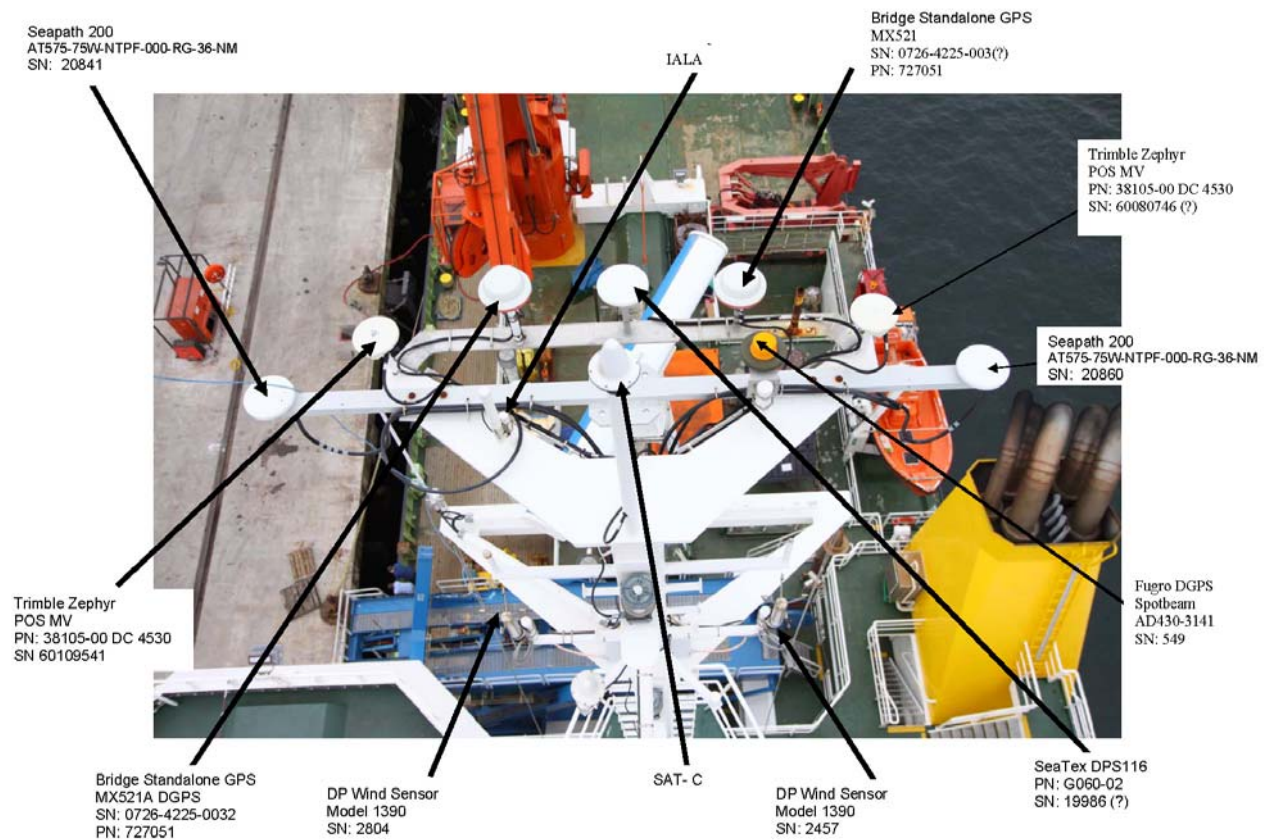 Seapath 200
AT575-75W-NTPF-000-RG-36-NM
SN: 20841
IALA
Bridge Standalone GPS
MX521
SN: 0726-4225-003(?)
PN: 727051
Trimble Zephyr
POS MV
PN: 38105-00 DC 4530
SN: 60080746 (?)
Seapath 200
AT575-75W-NTPF-000-RG-36-NM
SN: 20860
Fugro DGPS
Spotbeam
AD430-3141
SN: 549
Trimble Zephyr
POS MV
PN: 38105-00 DC 4530
SN 60109541
Bridge Standalone GPS
MX521A DGPS
SN: 0726-4225-0032
PN: 727051
DP Wind Sensor
Model 1390
SN: 2804
SAT- C
DP Wind Sensor
Model 1390
SN: 2457
SeaTex DPS116
PN: G060-02
SN: 19986 (?)